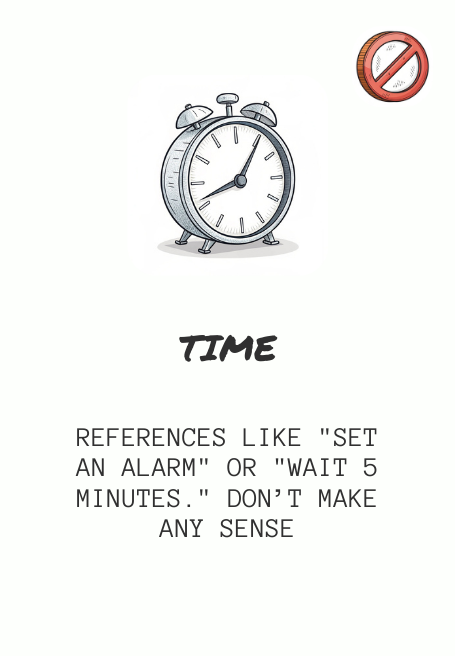 TIME
REFERENCES LIKE "SET
AN ALARM" OR "WAIT 5
MINUTES." DON’T MAKE
ANY SENSE